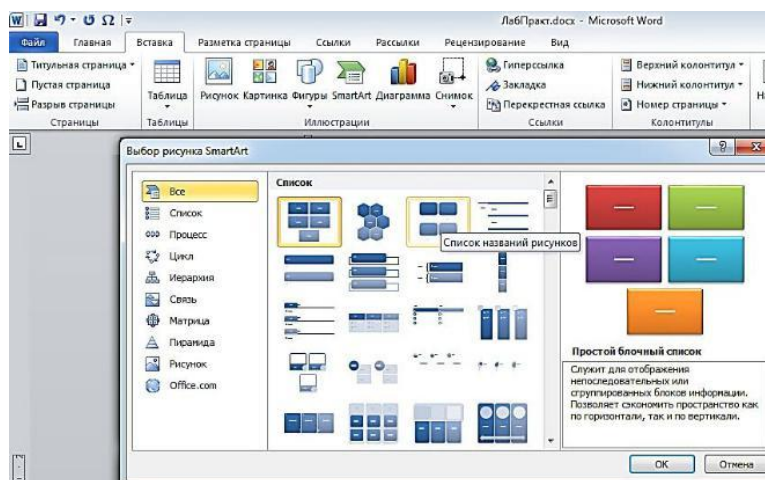 ЛабПракт.docx - Microsoft Word
Файл Главная Вставка Разметка страницы Ссылки Рассылки Рецензирование Вид
Титульная страница
Пустая страница
Разрыв страницы
Страницы
Таблица
Таблицы
Рисунок Картинка Фигуры SmartArt Диаграмма Снимок
Иллюстрации
Гиперссылка
Закладка
Перекрестная ссылка
Ссылки
Верхний колонтитул
Нижний колонтитул
Номер страницы
Колонтитулы
Выбор рисунка SmartArt
Все
Список
Процесс
Цикл
Иерархия
Связь
Матрица
Пирамида
Рисунок
Office.com
Список
Список названий рисунков
Простой блочный список
Служит для отображения
непоследовательных или
сгруппированных блоков информации.
Позволяет сэкономить пространство как
по горизонтали, так и по вертикали.
ОК
Отмена